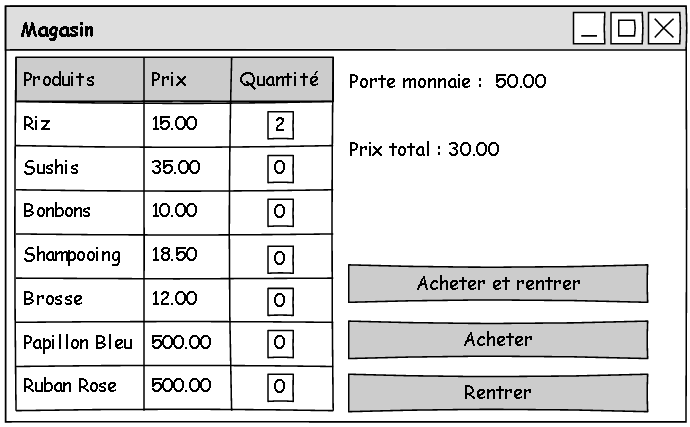 Magasin
Produits Prix Quantité
Riz 15.00 2
Sushis 35.00 0
Bonbons 10.00 0
Shampooing 18.50 0
Brosse 12.00 0
Papillon Bleu 500.00 0
Ruban Rose 500.00 0
Porte monnaie : 50.00
Prix total : 30.00
Acheter et rentrer
Acheter
Rentrer